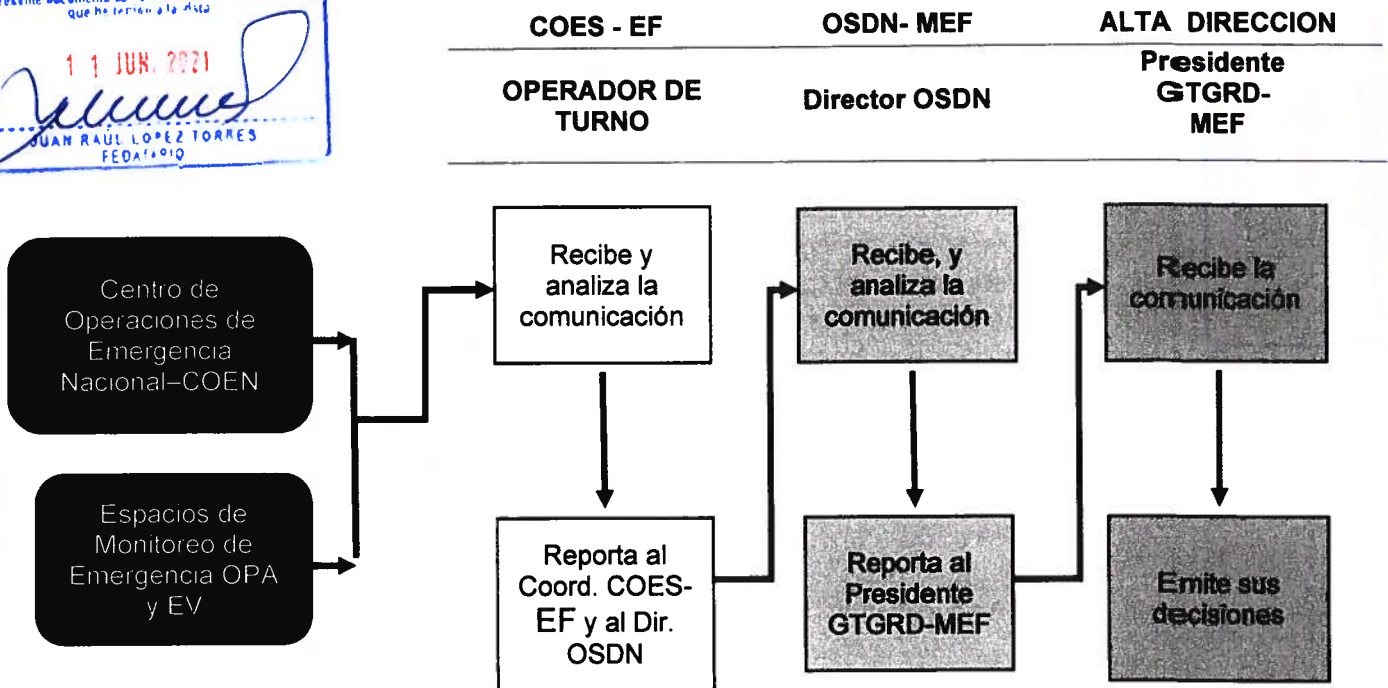 que he tenido a la vista
11 JUN. 2021
JUAN RAÚL LOPEZ TORRES
FEDATARIO
COES - EF
OSDN- MEF
ALTA DIRECCION
OPERADOR DE
TURNO
Director OSDN
Presidente
GTGRD-
MEF
Centro de
Operaciones de
Emergencia
Nacional–COEN
Espacios de
Monitoreo de
Emergencia OPA
y EV
Recibe y
analiza la
comunicación
Reporta al
Coord. COES-
EF y al Dir.
OSDN
Recibe, y
analiza la
comunicación
Reporta al
Presidente
GTGRD-MEF
Recibe la
comunicación
Emite sus
decisiones